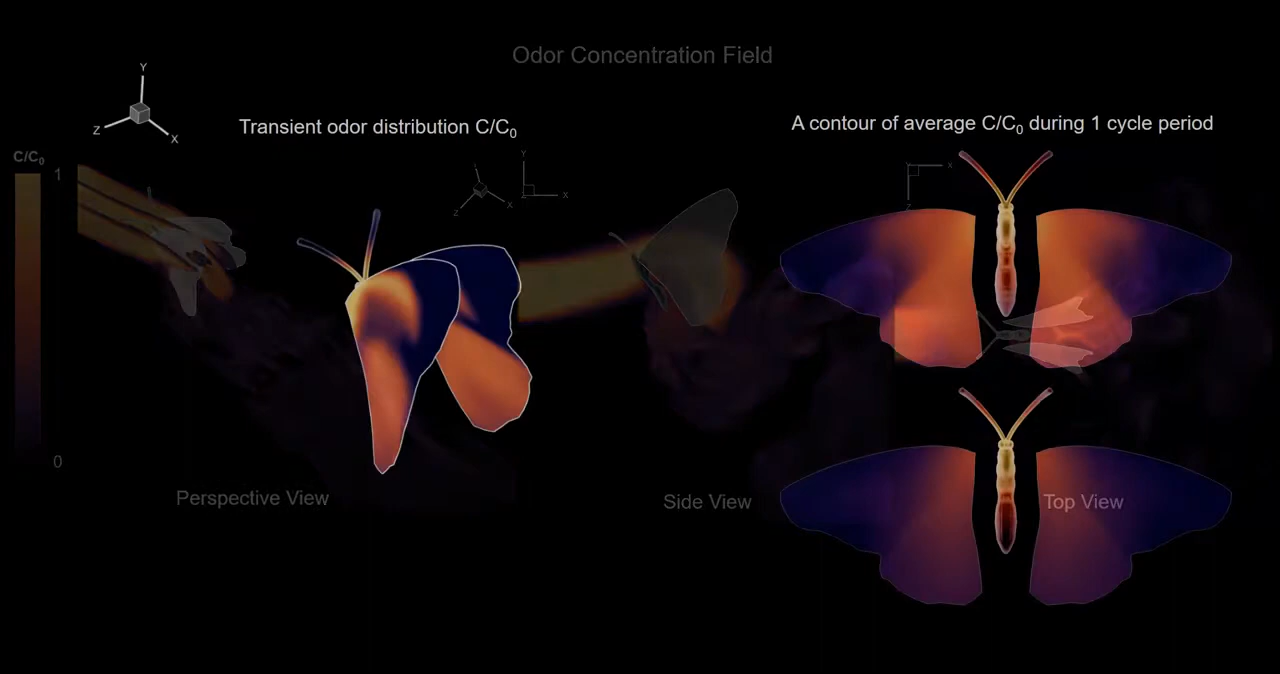 Odor Concentration Field
Y
Z
X
Transient odor distribution C/C₀
A contour of average C/C₀ during 1 cycle period
C/C₀
1
Y
X
Z
X
X
Z
0
Perspective View
Side View
Top View